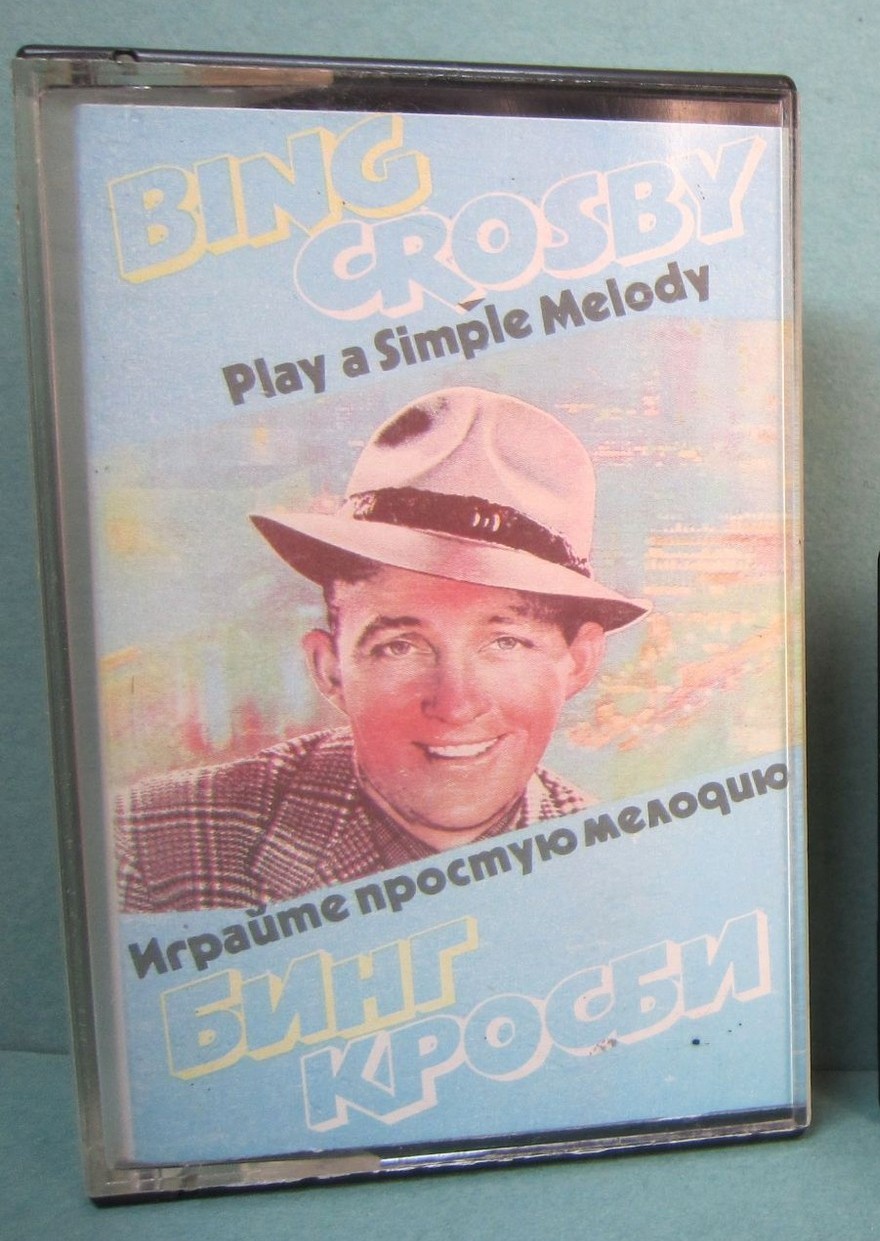 BING
CROSBY
Play a Simple Melody
Играйте простую мелодию
БИНГ
КРОСБИ